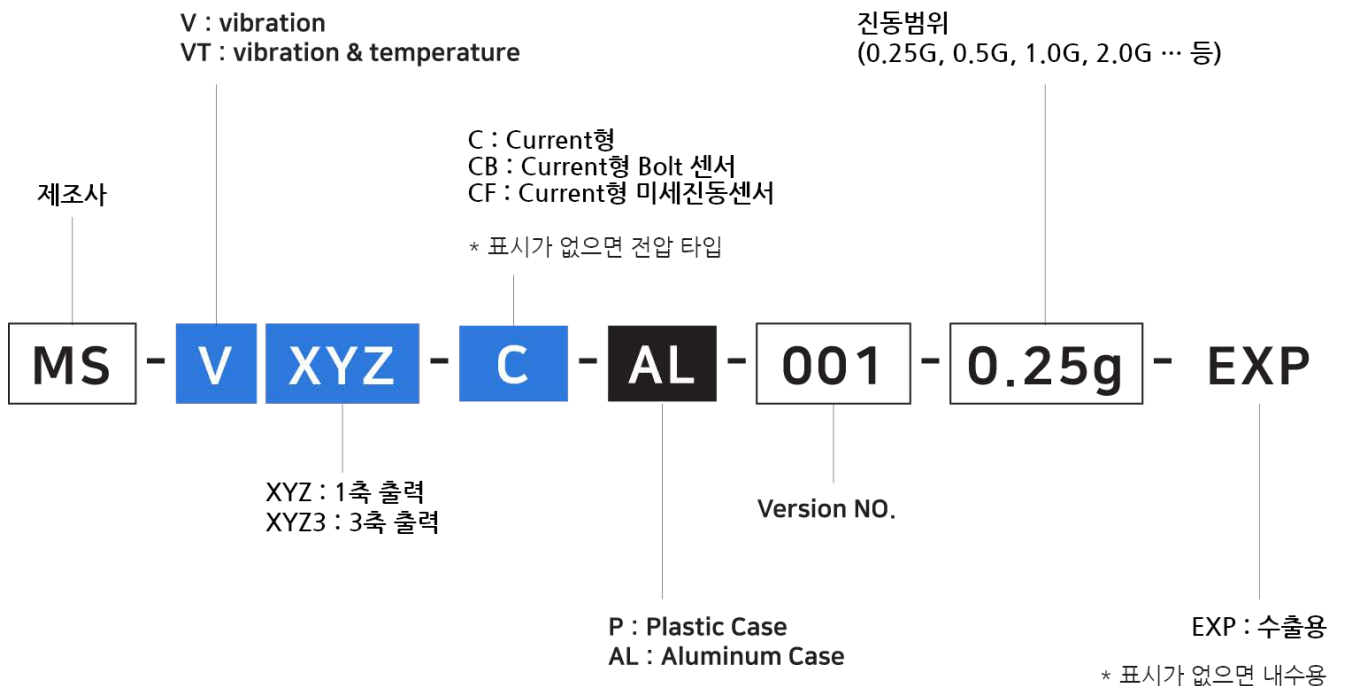 V : vibration
VT : vibration & temperature
진동범위
(0.25G, 0.5G, 1.0G, 2.0G ··· 등)
C : Current형
CB : Current형 Bolt 센서
CF : Current형 미세진동센서
* 표시가 없으면 전압 타입
제조사
MS - V XYZ - C - AL - 001 - 0.25g - EXP
XYZ : 1축 출력
XYZ3 : 3축 출력
Version NO.
P : Plastic Case
AL : Aluminum Case
EXP : 수출용
* 표시가 없으면 내수용